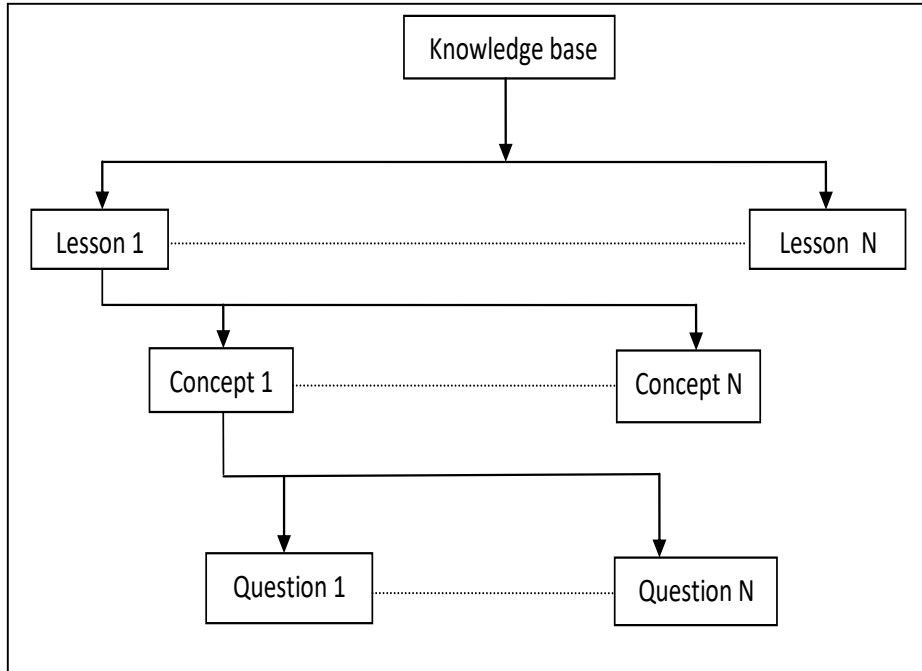 Knowledge base
Lesson 1
Lesson N
Concept 1
Concept N
Question 1
Question N